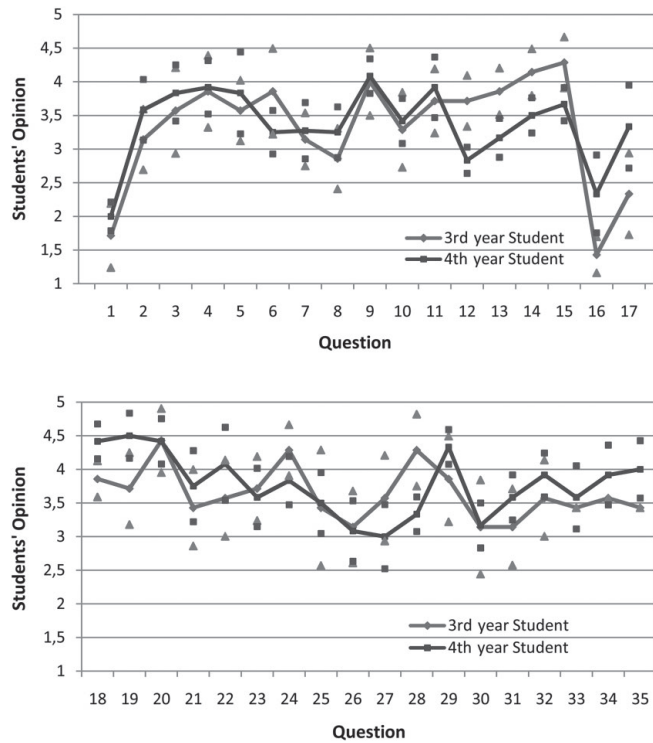 5
4,5
4
3,5
3
2,5
2
1,5
1
Students' Opinion
3rd year Student
4th year Student
1 2 3 4 5 6 7 8 9 10 11 12 13 14 15 16 17
Question
5
4,5
4
3,5
3
2,5
2
1,5
1
Students' Opinion
3rd year Student
4th year Student
18 19 20 21 22 23 24 25 26 27 28 29 30 31 32 33 34 35
Question